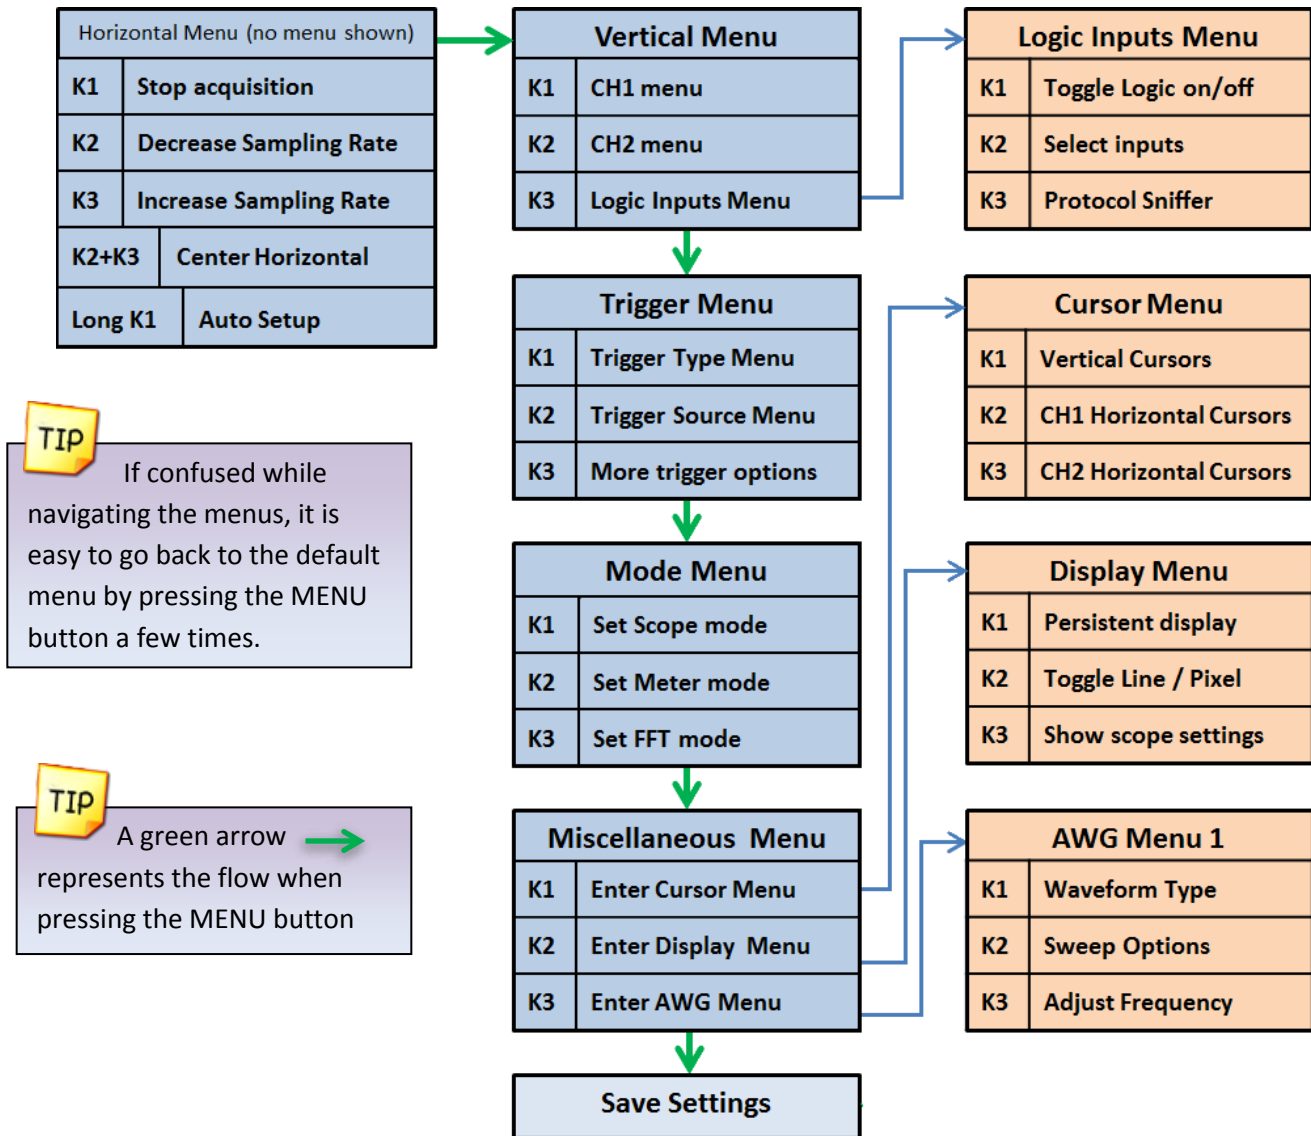 Horizontal Menu (no menu shown)
K1 Stop acquisition
K2 Decrease Sampling Rate
K3 Increase Sampling Rate
K2+K3 Center Horizontal
Long K1 Auto Setup
Vertical Menu
K1 CH1 menu
K2 CH2 menu
K3 Logic Inputs Menu
Logic Inputs Menu
K1 Toggle Logic on/off
K2 Select inputs
K3 Protocol Sniffer
Trigger Menu
K1 Trigger Type Menu
K2 Trigger Source Menu
K3 More trigger options
Cursor Menu
K1 Vertical Cursors
K2 CH1 Horizontal Cursors
K3 CH2 Horizontal Cursors
TIP
If confused while
navigating the menus, it is
easy to go back to the default
menu by pressing the MENU
button a few times.
Mode Menu
K1 Set Scope mode
K2 Set Meter mode
K3 Set FFT mode
Display Menu
K1 Persistent display
K2 Toggle Line / Pixel
K3 Show scope settings
TIP
A green arrow
represents the flow when
pressing the MENU button
Miscellaneous Menu
K1 Enter Cursor Menu
K2 Enter Display Menu
K3 Enter AWG Menu
AWG Menu 1
K1 Waveform Type
K2 Sweep Options
K3 Adjust Frequency
Save Settings